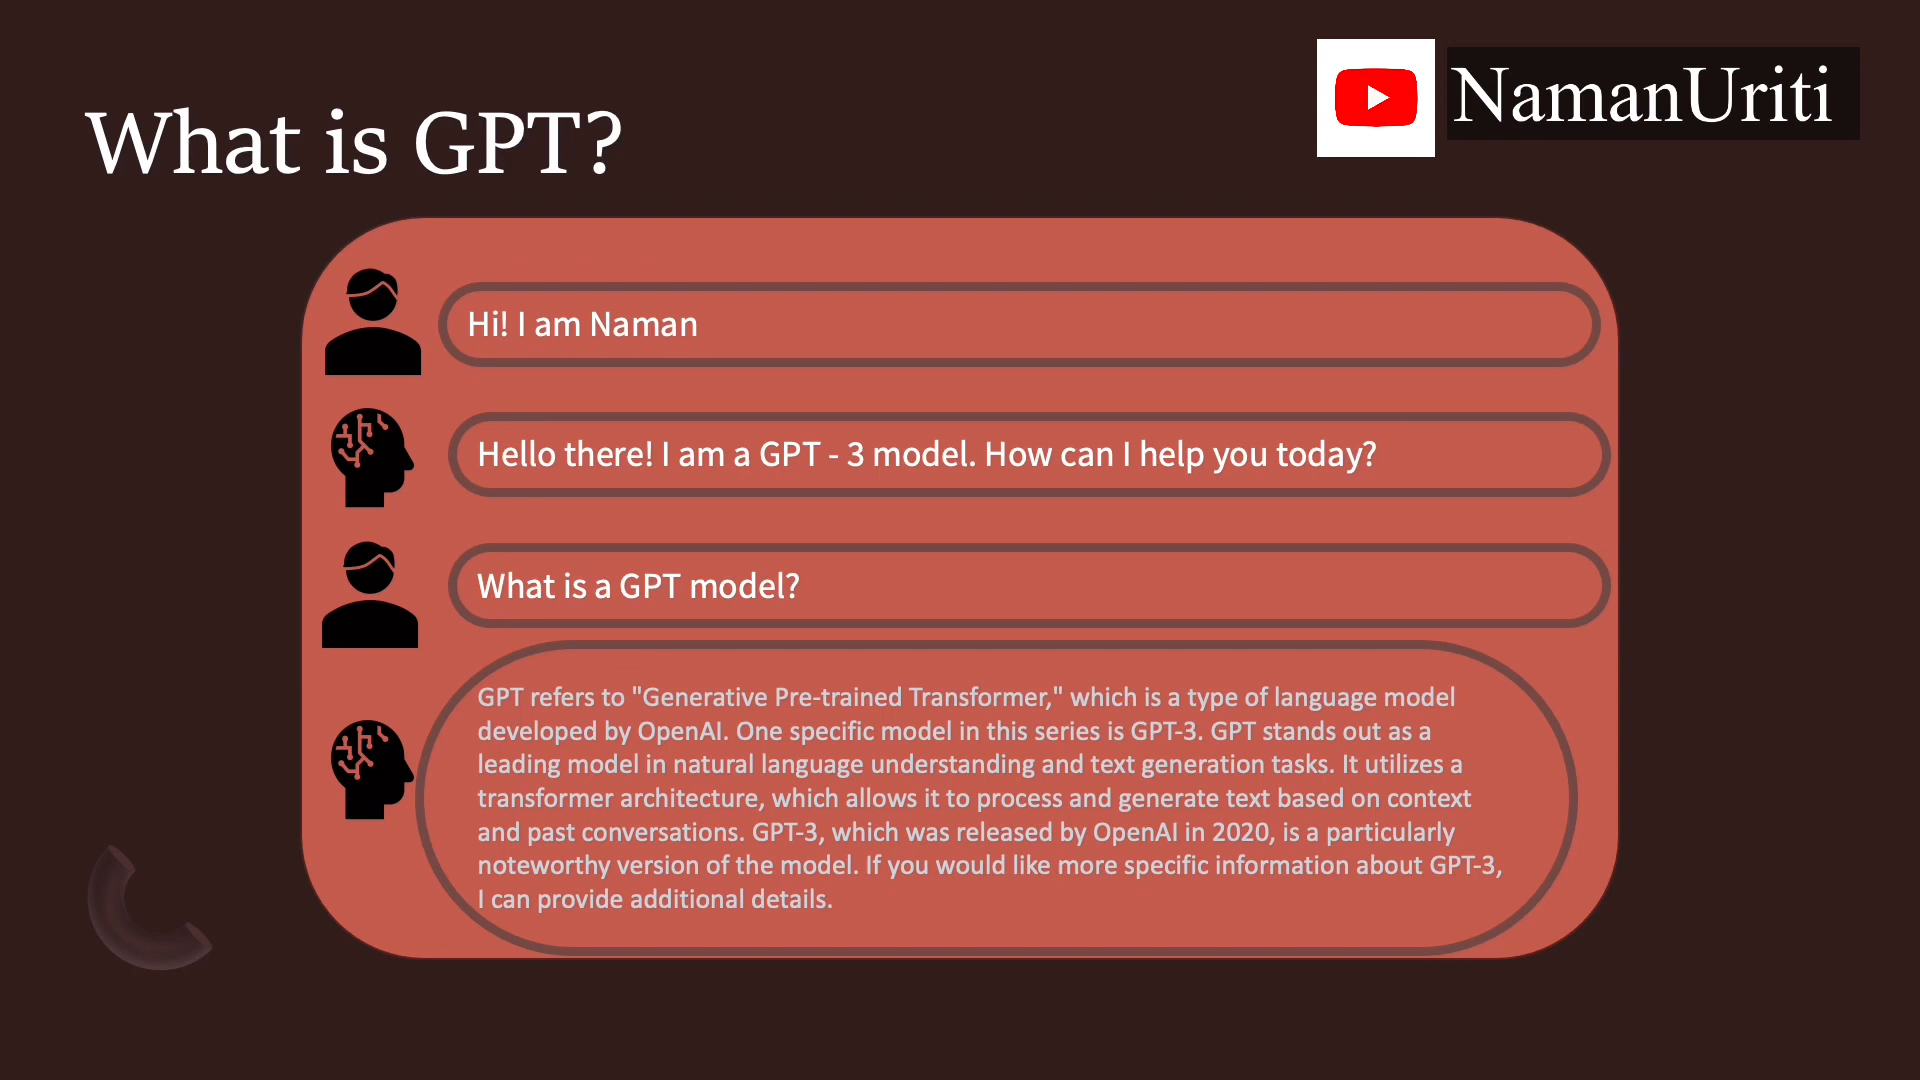 What is GPT?
NamanUriti
Hi! I am Naman
Hello there! I am a GPT - 3 model. How can I help you today?
What is a GPT model?
GPT refers to "Generative Pre-trained Transformer," which is a type of language model
developed by OpenAI. One specific model in this series is GPT-3. GPT stands out as a
leading model in natural language understanding and text generation tasks. It utilizes a
transformer architecture, which allows it to process and generate text based on context
and past conversations. GPT-3, which was released by OpenAI in 2020, is a particularly
noteworthy version of the model. If you would like more specific information about GPT-3,
I can provide additional details.